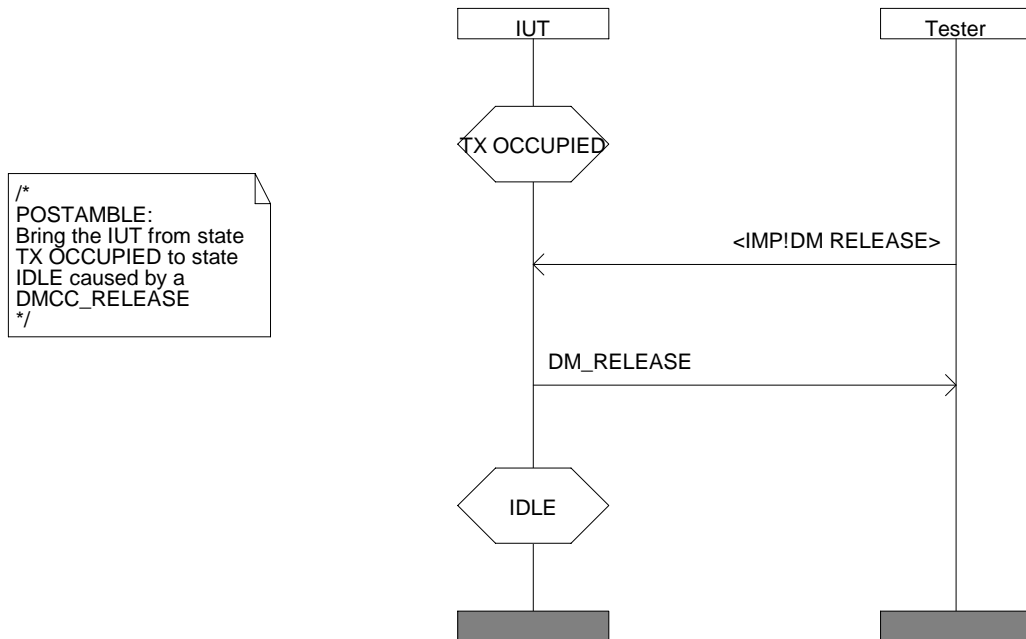 IUT
Tester
TX OCCUPIED
/*
POSTAMBLE:
Bring the IUT from state
TX OCCUPIED to state
IDLE caused by a
DMCC_RELEASE
*/
<IMP!DM RELEASE>
DM_RELEASE
IDLE